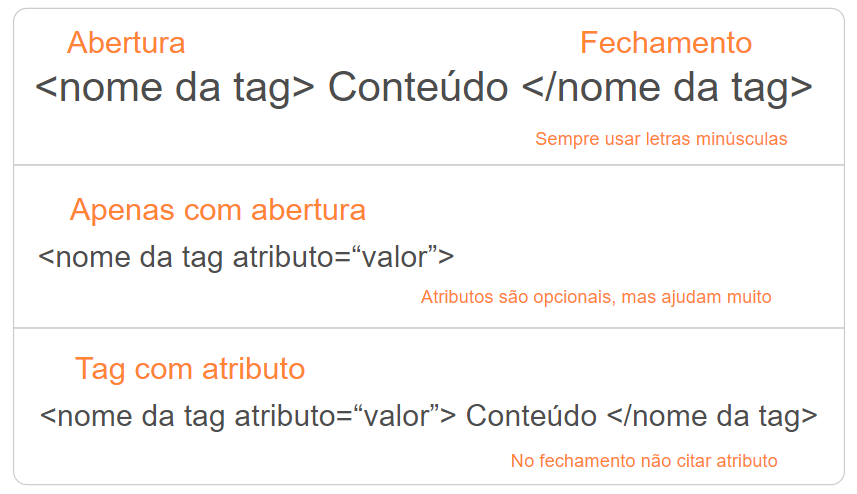 Abertura Fechamento
<nome da tag> Conteúdo </nome da tag>
Sempre usar letras minúsculas
Apenas com abertura
<nome da tag atributo=“valor”>
Atributos são opcionais, mas ajudam muito
Tag com atributo
<nome da tag atributo=“valor”> Conteúdo </nome da tag>
No fechamento não citar atributo